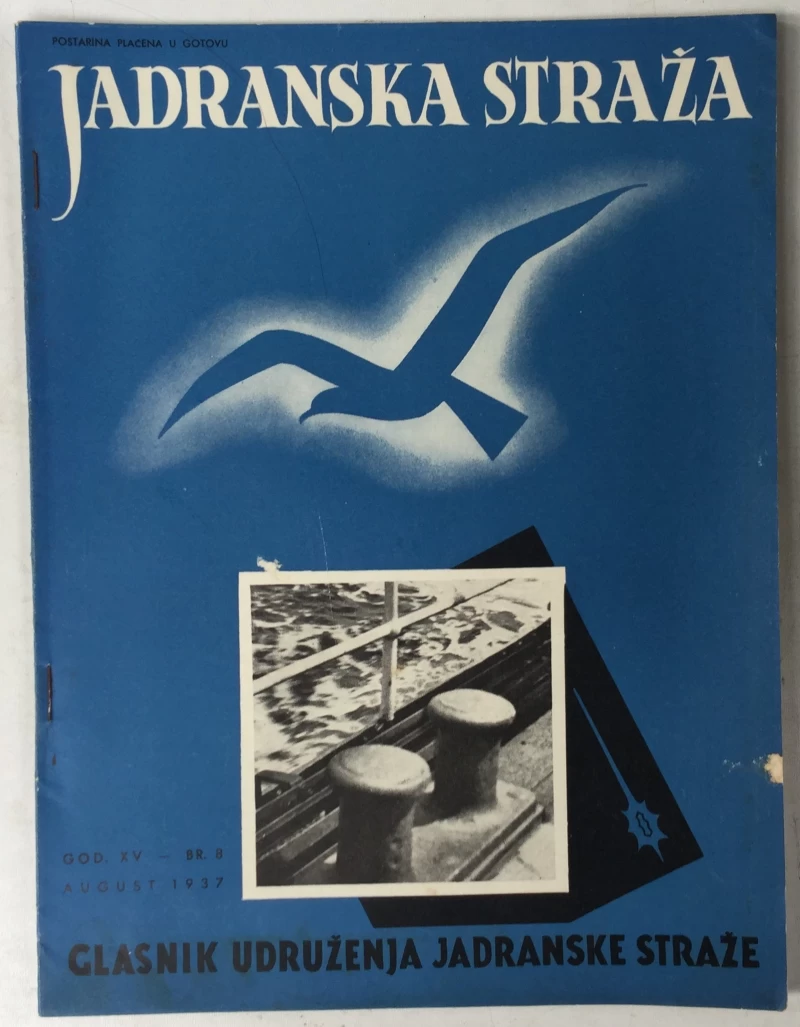 POSTARINA PLAĆENA U GOTOVU
JADRANSKA STRAŽA
GOD. XV — BR. 8
AUGUST 1937
GLASNIK UDRUŽENJA JADRANSKE STRAŽE